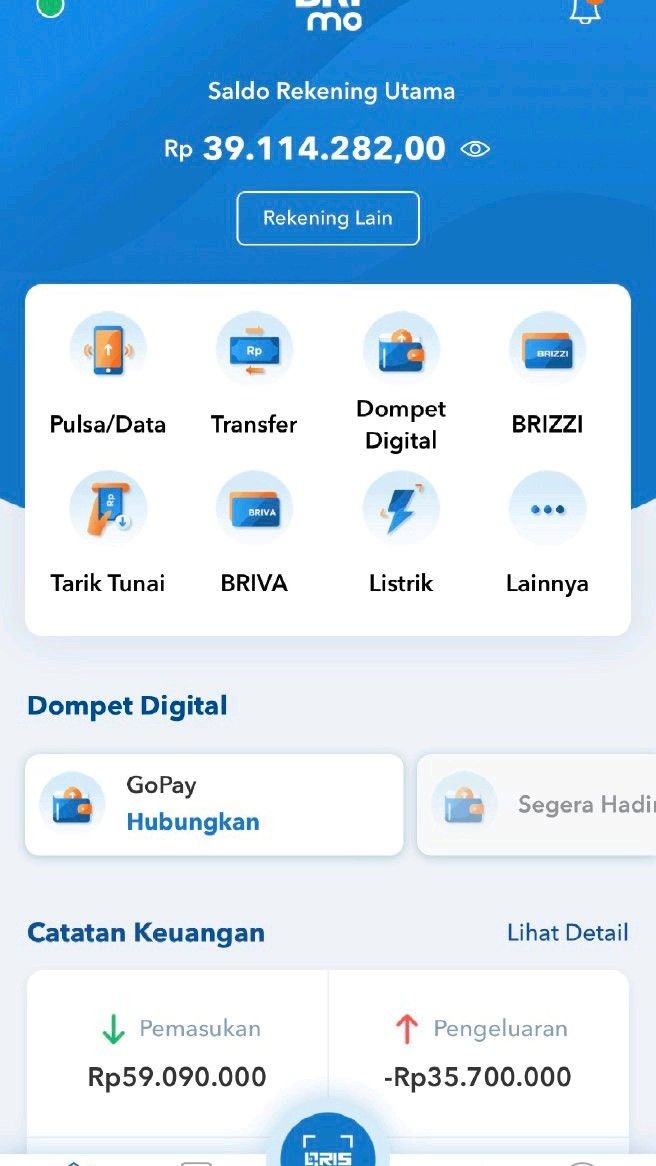 BRI
mo
Saldo Rekening Utama
Rp 39.114.282,00
Rekening Lain
Rp
BRIZZI
Pulsa/Data
Transfer
Dompet
Digital
BRIZZI
Rp
BRIVA
Tarik Tunai
BRIVA
Listrik
Lainnya
Dompet Digital
GoPay
Hubungkan
Segera Hadir
Catatan Keuangan
Lihat Detail
Pemasukan
Pengeluaran
Rp59.090.000
-Rp35.700.000
QRIS